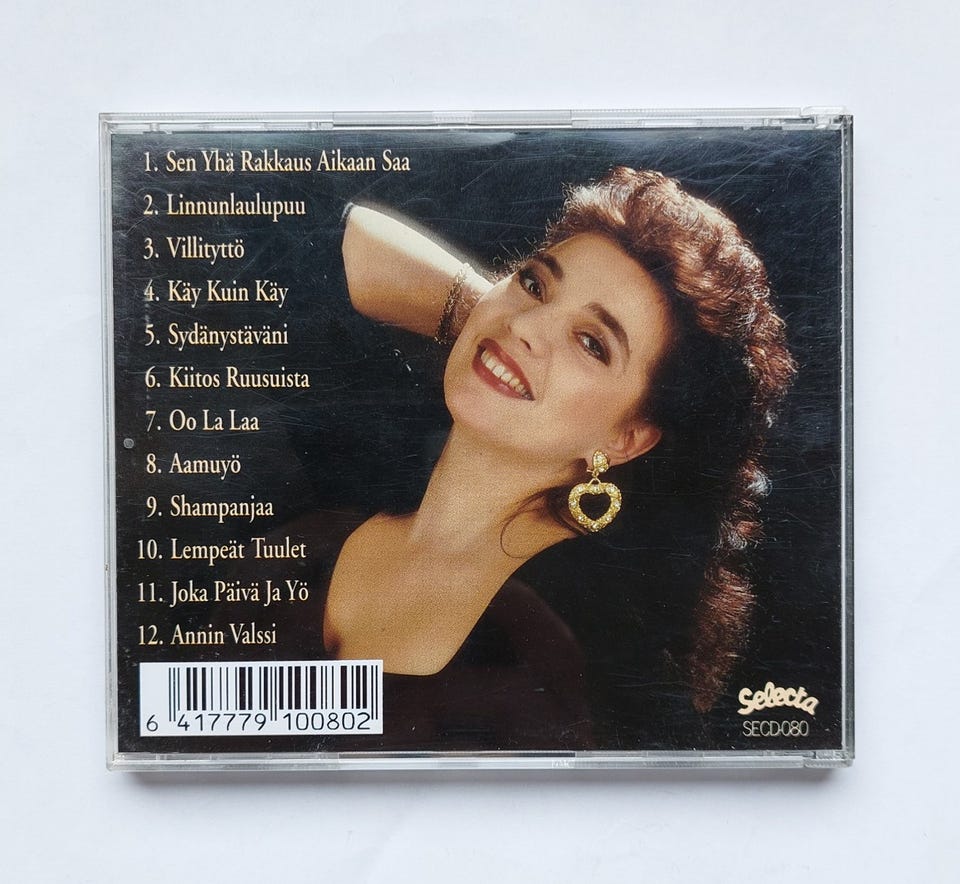 1. Sen Yhä Rakkaus Aikaan Saa
2. Linnunlaulupuu
3. Villityttö
4. Käy Kuin Käy
5. Sydänystäväni
6. Kiitos Ruusuista
7. Oo La Laa
8. Aamuyö
9. Shampanjaa
10. Lempeät Tuulet
11. Joka Päivä Ja Yö
12. Annin Valssi
6 417779 100802
Selecta
SECD-080